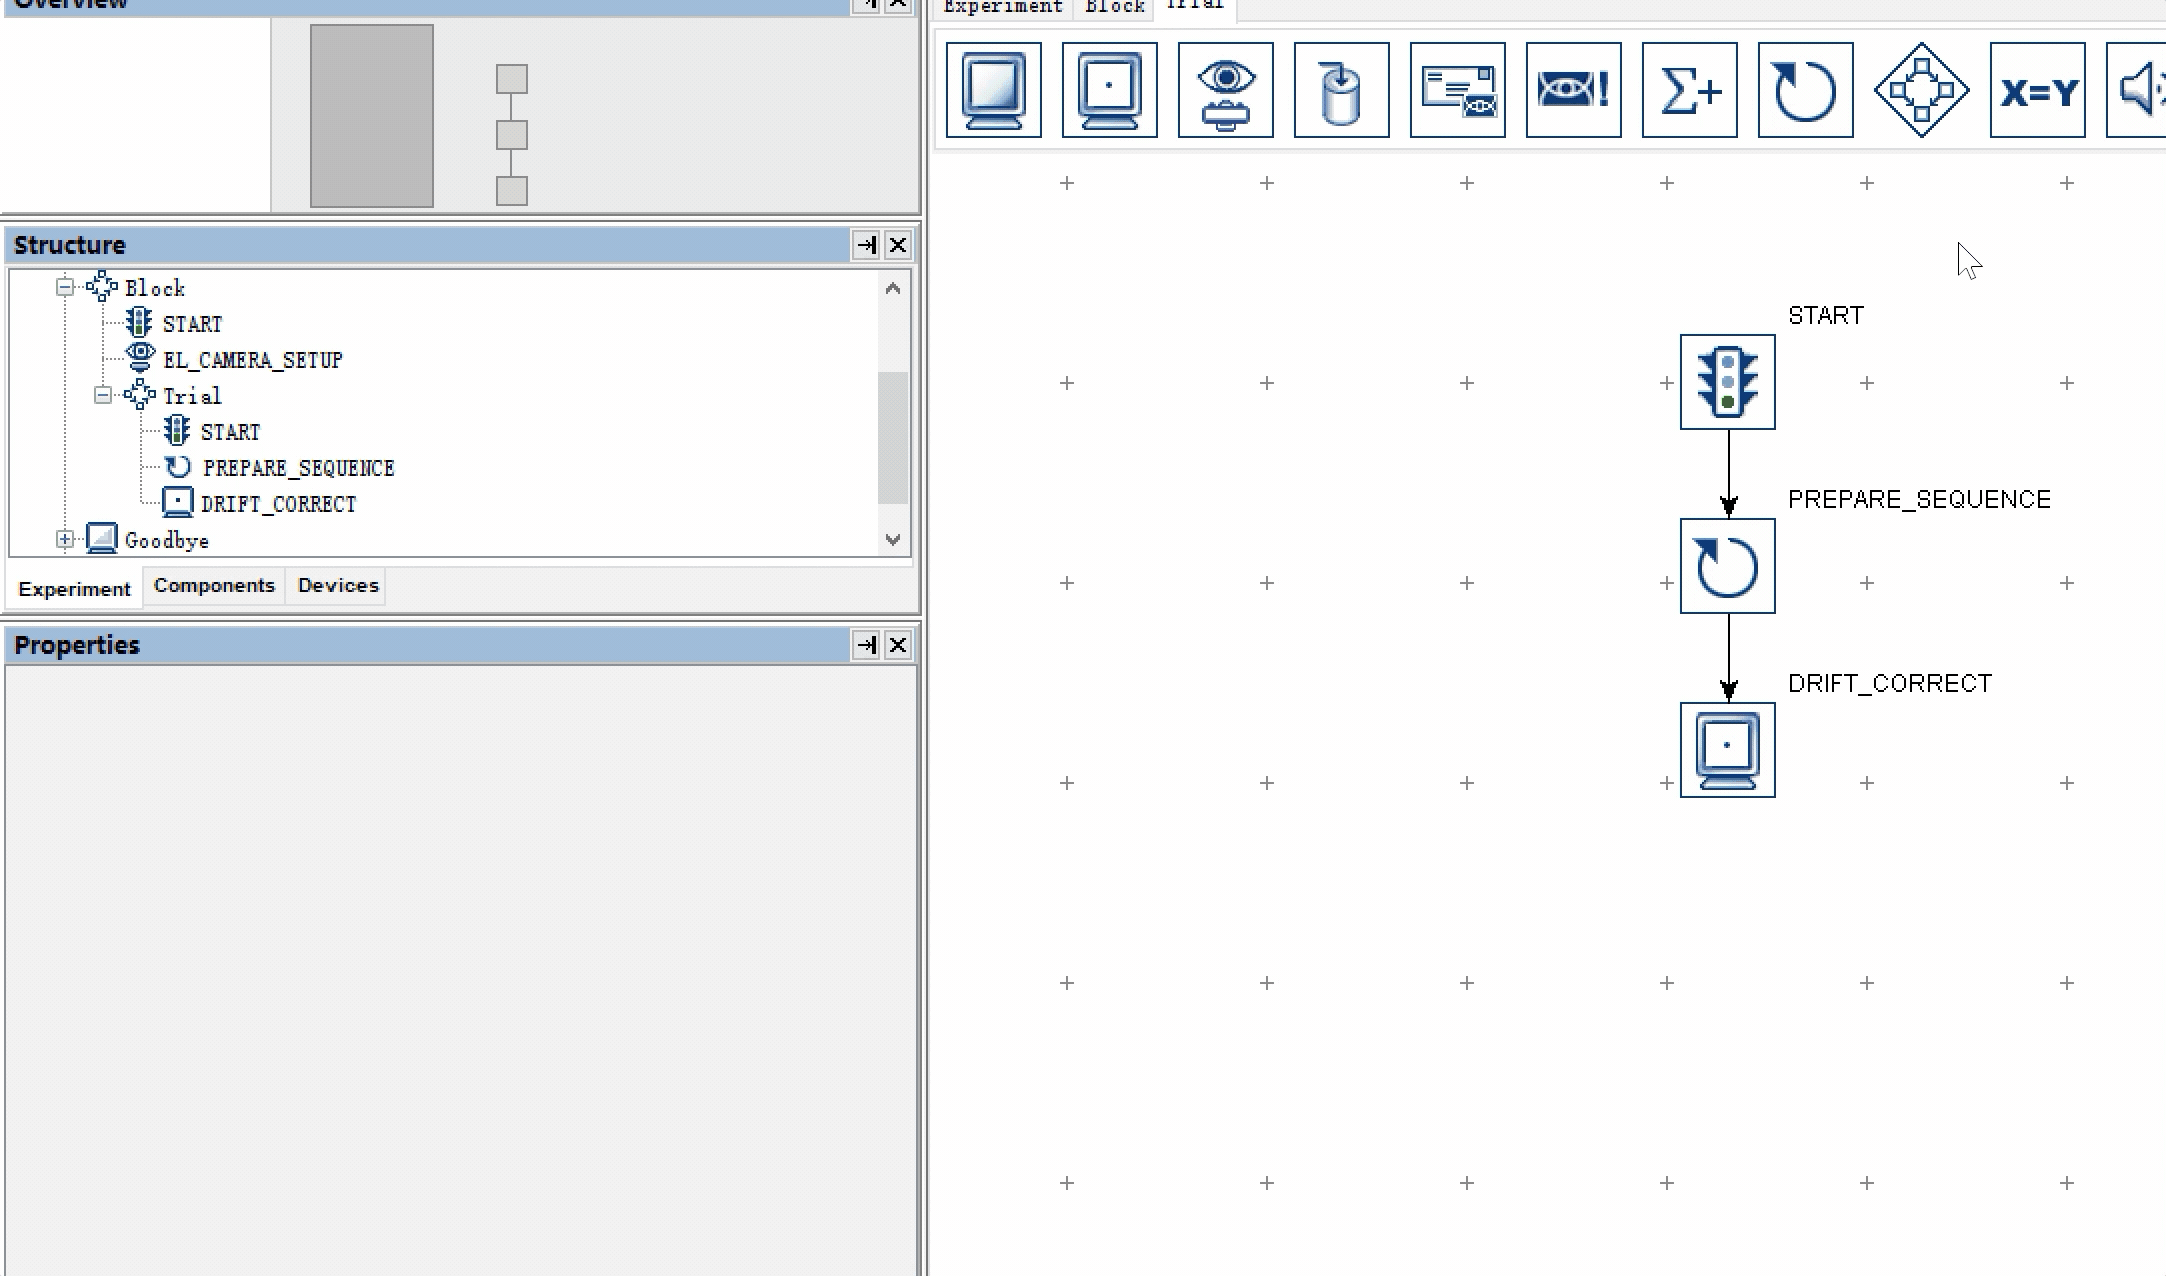 Overview
Experiment Block Trial
Σ+
X=Y
Structure
Block
START
EL_CAMERA_SETUP
Trial
START
PREPARE_SEQUENCE
DRIFT_CORRECT
Goodbye
Experiment Components Devices
Properties
START
PREPARE_SEQUENCE
DRIFT_CORRECT